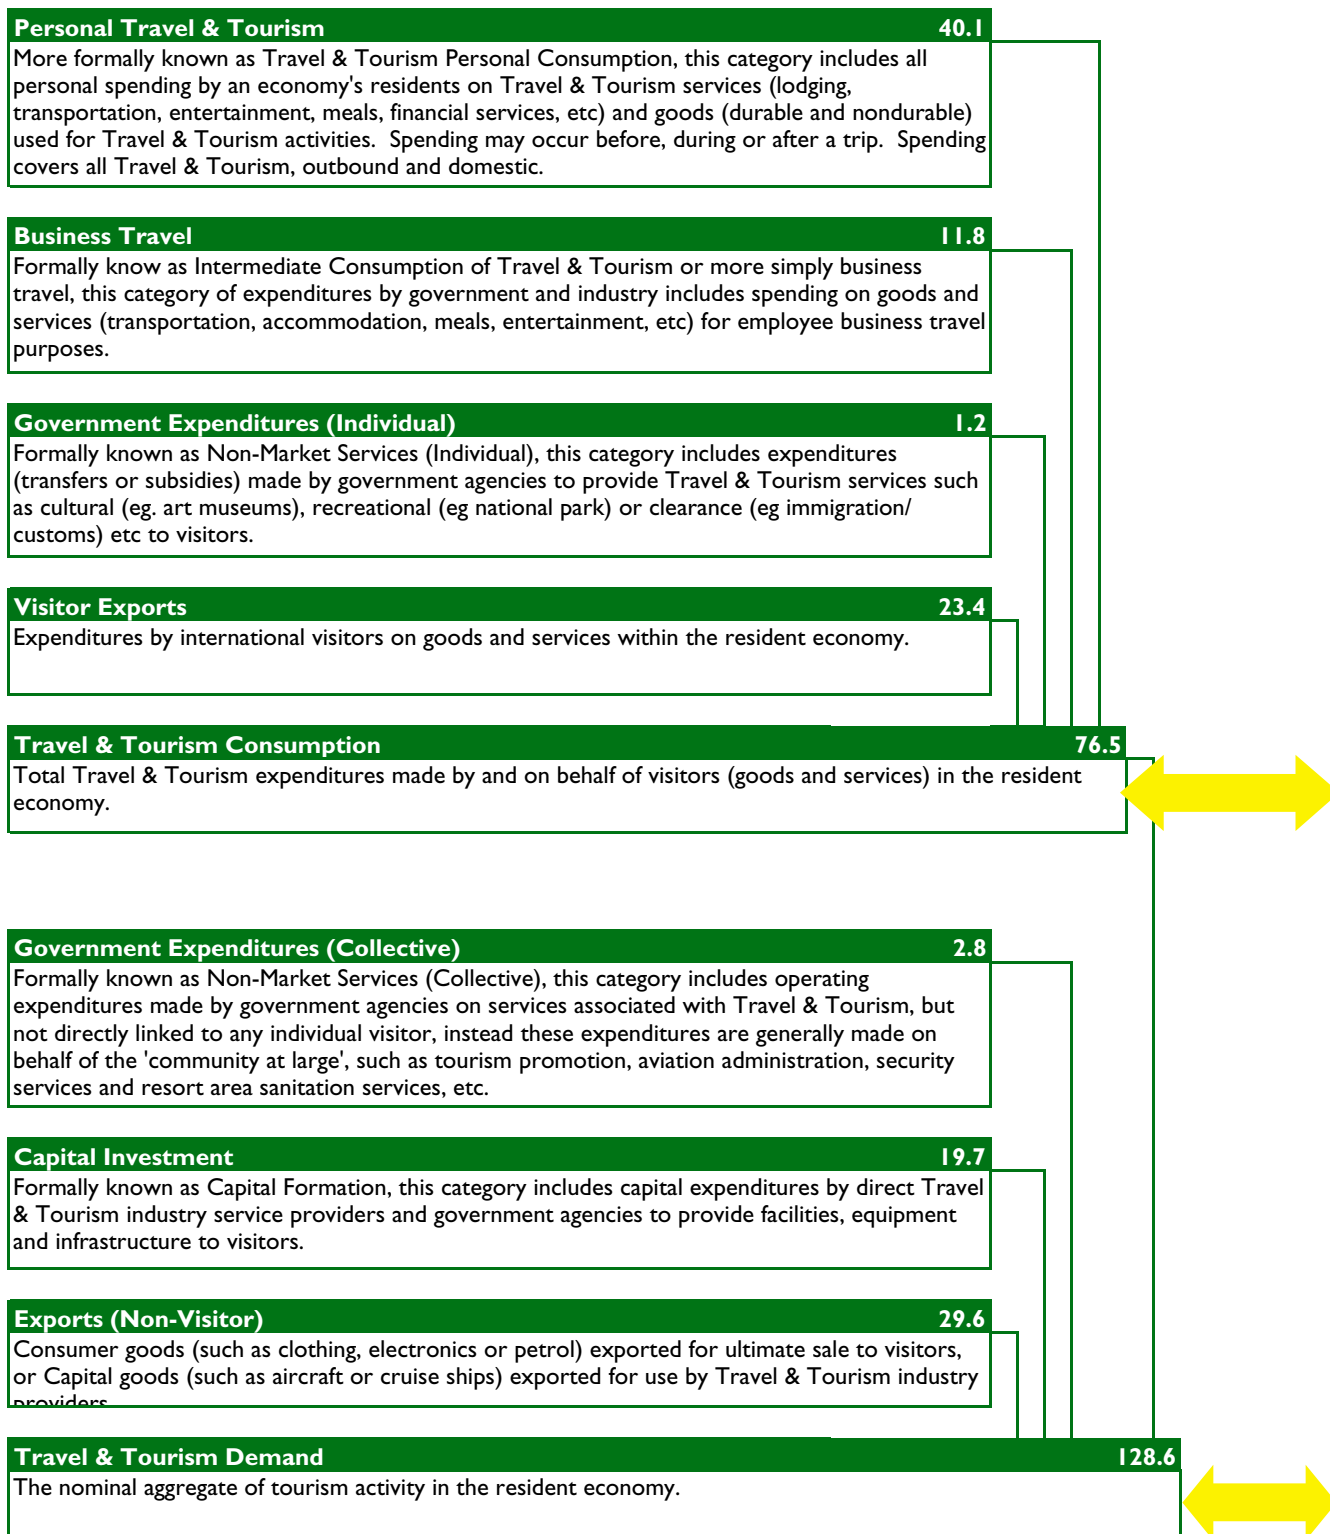 Personal Travel & Tourism 40.1
More formally known as Travel & Tourism Personal Consumption, this category includes all
personal spending by an economy's residents on Travel & Tourism services (lodging,
transportation, entertainment, meals, financial services, etc) and goods (durable and nondurable)
used for Travel & Tourism activities.  Spending may occur before, during or after a trip.  Spending
covers all Travel & Tourism, outbound and domestic.
Business Travel 11.8
Formally know as Intermediate Consumption of Travel & Tourism or more simply business
travel, this category of expenditures by government and industry includes spending on goods and
services (transportation, accommodation, meals, entertainment, etc) for employee business travel
purposes.
Government Expenditures (Individual) 1.2
Formally known as Non-Market Services (Individual), this category includes expenditures
(transfers or subsidies) made by government agencies to provide Travel & Tourism services such
as cultural (eg. art museums), recreational (eg national park) or clearance (eg immigration/
customs) etc to visitors.
Visitor Exports 23.4
Expenditures by international visitors on goods and services within the resident economy.
Travel & Tourism Consumption 76.5
Total Travel & Tourism expenditures made by and on behalf of visitors (goods and services) in the resident
economy.
Government Expenditures (Collective) 2.8
Formally known as Non-Market Services (Collective), this category includes operating
expenditures made by government agencies on services associated with Travel & Tourism, but
not directly linked to any individual visitor, instead these expenditures are generally made on
behalf of the 'community at large', such as tourism promotion, aviation administration, security
services and resort area sanitation services, etc.
Capital Investment 19.7
Formally known as Capital Formation, this category includes capital expenditures by direct Travel
& Tourism industry service providers and government agencies to provide facilities, equipment
and infrastructure to visitors.
Exports (Non-Visitor) 29.6
Consumer goods (such as clothing, electronics or petrol) exported for ultimate sale to visitors,
or Capital goods (such as aircraft or cruise ships) exported for use by Travel & Tourism industry
providers
Travel & Tourism Demand 128.6
The nominal aggregate of tourism activity in the resident economy.